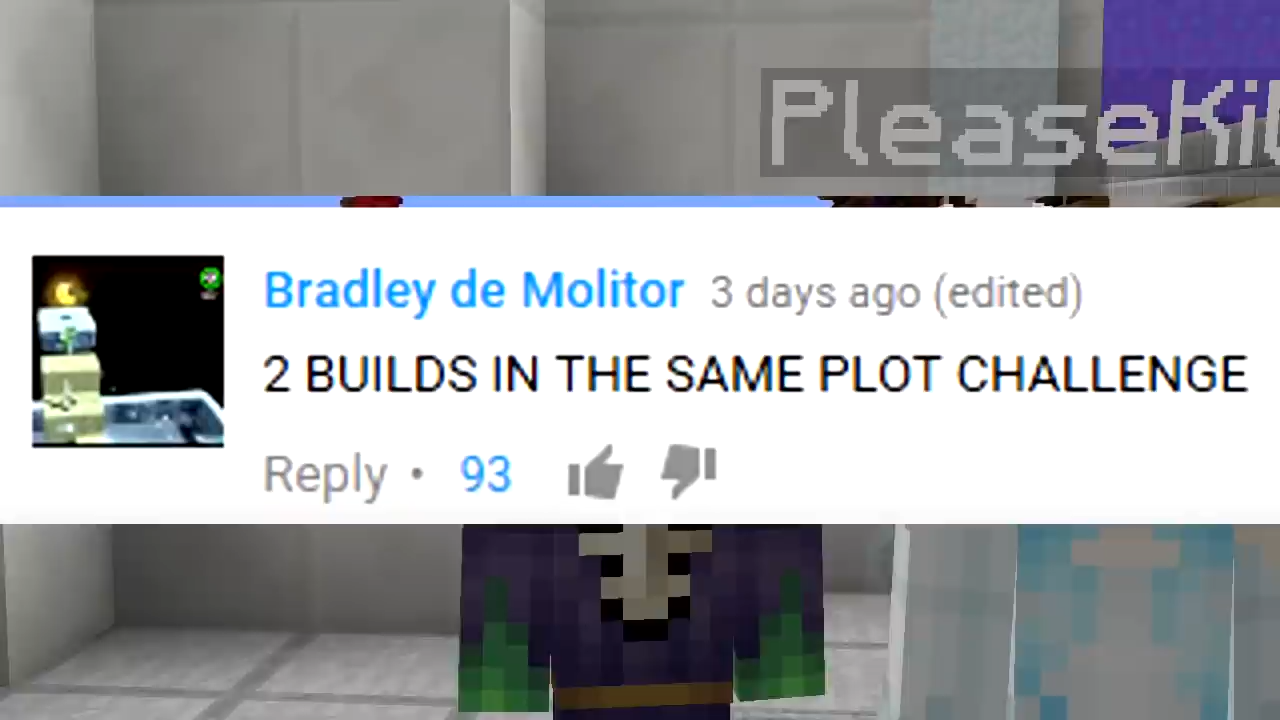 PleaseKil
Bradley de Molitor 3 days ago (edited)
2 BUILDS IN THE SAME PLOT CHALLENGE
Reply • 93